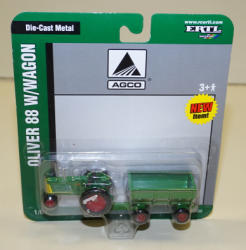 Die-Cast Metal
www.rcertl.com
ERTL
OLIVER 88 W/WAGON
AGCO
3+
NEW
Item!